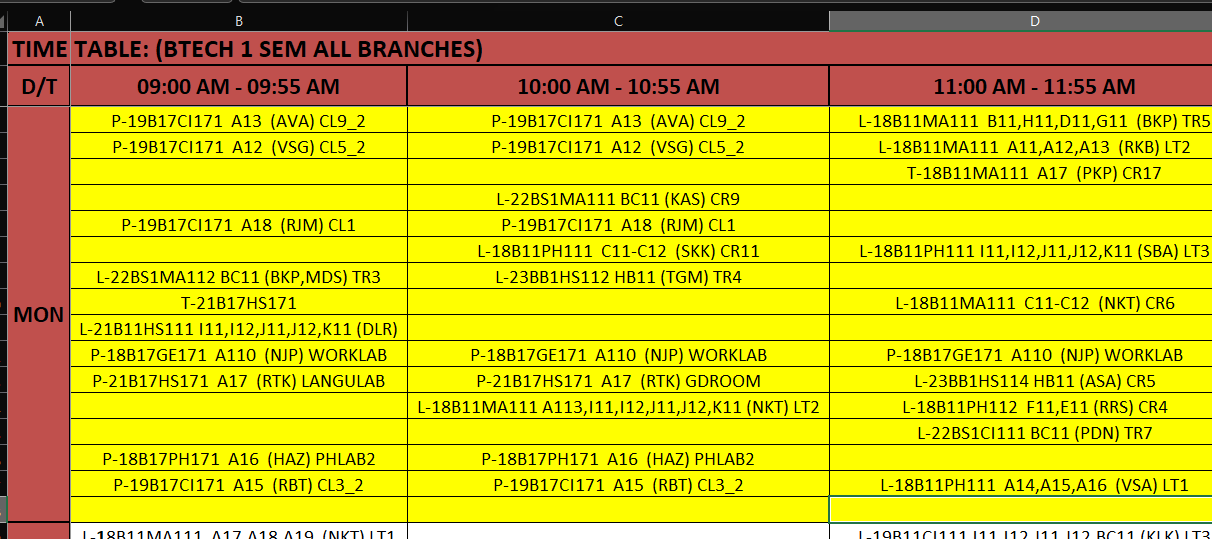 A B C D
TIME TABLE: (BTECH 1 SEM ALL BRANCHES)
D/T 09:00 AM - 09:55 AM 10:00 AM - 10:55 AM 11:00 AM - 11:55 AM
P-19B17CI171 A13 (AVA) CL9_2 P-19B17CI171 A13 (AVA) CL9_2 L-18B11MA111 B11,H11,D11,G11 (BKP) TR5
P-19B17CI171 A12 (VSG) CL5_2 P-19B17CI171 A12 (VSG) CL5_2 L-18B11MA111 A11,A12,A13 (RKB) LT2
T-18B11MA111 A17 (PKP) CR17
L-22BS1MA111 BC11 (KAS) CR9
P-19B17CI171 A18 (RJM) CL1 P-19B17CI171 A18 (RJM) CL1
L-18B11PH111 C11-C12 (SKK) CR11 L-18B11PH111 I11,I12,J11,J12,K11 (SBA) LT3
L-22BS1MA112 BC11 (BKP,MDS) TR3 L-23BB1HS112 HB11 (TGM) TR4
MON T-21B17HS171 L-18B11MA111 C11-C12 (NKT) CR6
L-21B11HS111 I11,I12,J11,J12,K11 (DLR)
P-18B17GE171 A110 (NJP) WORKLAB P-18B17GE171 A110 (NJP) WORKLAB P-18B17GE171 A110 (NJP) WORKLAB
P-21B17HS171 A17 (RTK) LANGULAB P-21B17HS171 A17 (RTK) GDROOM L-23BB1HS114 HB11 (ASA) CR5
L-18B11MA111 A113,I11,I12,J11,J12,K11 (NKT) LT2 L-18B11PH112 F11,E11 (RRS) CR4
L-22BS1CI111 BC11 (PDN) TR7
P-18B17PH171 A16 (HAZ) PHLAB2 P-18B17PH171 A16 (HAZ) PHLAB2
P-19B17CI171 A15 (RBT) CL3_2 P-19B17CI171 A15 (RBT) CL3_2 L-18B11PH111 A14,A15,A16 (VSA) LT1
L-18B11MA111 A17,A18,A19 (NKT) LT1 L-19B11CI111 I11,I12,J11,J12,BC11 (KLK) LT3